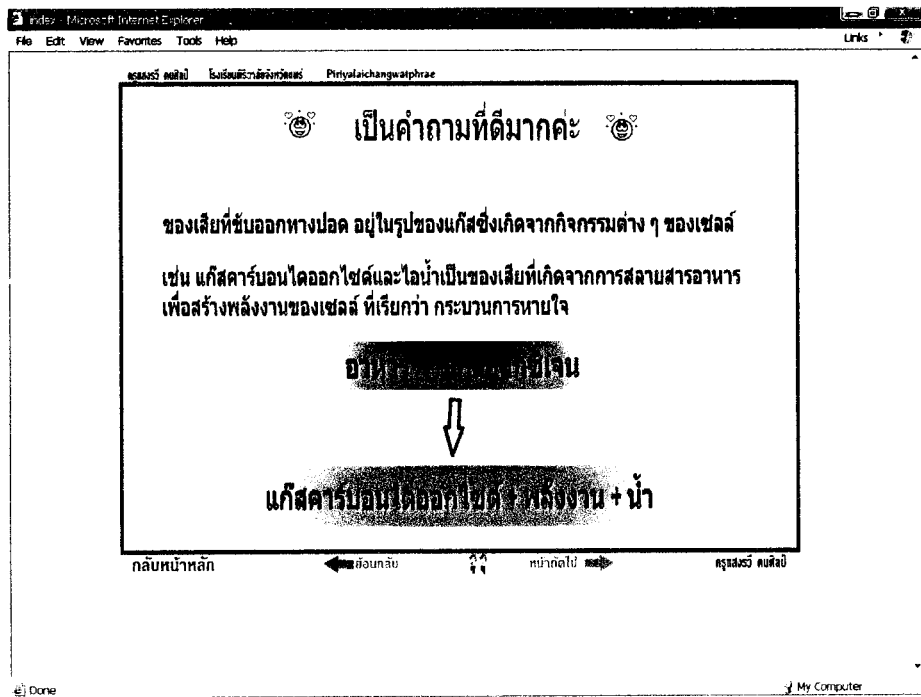 index - Microsoft Internet Explorer
File Edit View Favorites Tools Help Links
Piriyalaichangwatphrae
เป็นคำถามที่ดีมากค่ะ
ของเสียที่ขับออกทางปอด อยู่ในรูปของแก๊สซึ่งเกิดจากกิจกรรมต่าง ๆ ของเซลล์
เช่น แก๊สคาร์บอนไดออกไซด์และไอน้ำเป็นของเสียที่เกิดจากการสลายสารอาหาร
เพื่อสร้างพลังงานของเซลล์ ที่เรียกว่า กระบวนการหายใจ
แก๊สคาร์บอนไดออกไซด์ + พลังงาน + น้ำ
กลับหน้าหลัก ย้อนกลับ หน้าถัดไป
Done My Computer